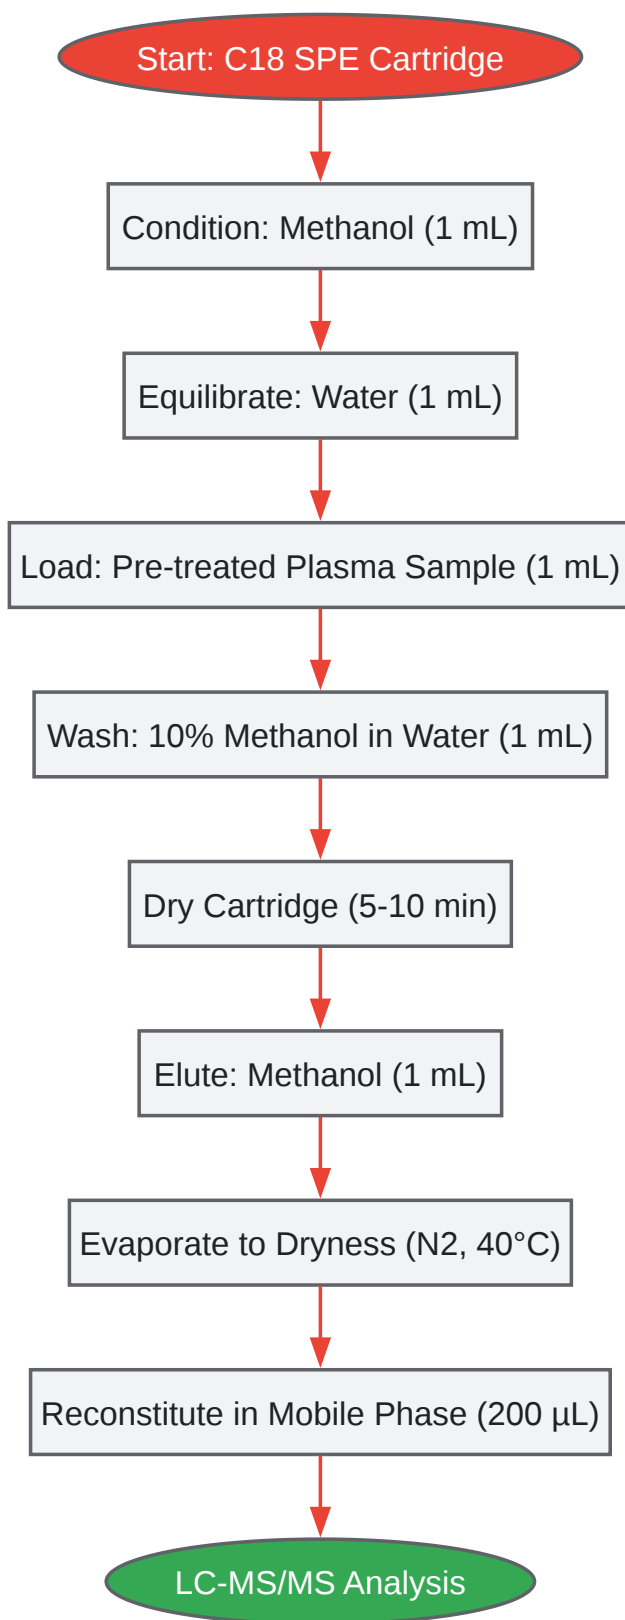 Start: C18 SPE Cartridge
Condition: Methanol (1 mL)
Equilibrate: Water (1 mL)
Load: Pre-treated Plasma Sample (1 mL)
Wash: 10% Methanol in Water (1 mL)
Dry Cartridge (5-10 min)
Elute: Methanol (1 mL)
Evaporate to Dryness (N2, 40°C)
Reconstitute in Mobile Phase (200 µL)
LC-MS/MS Analysis